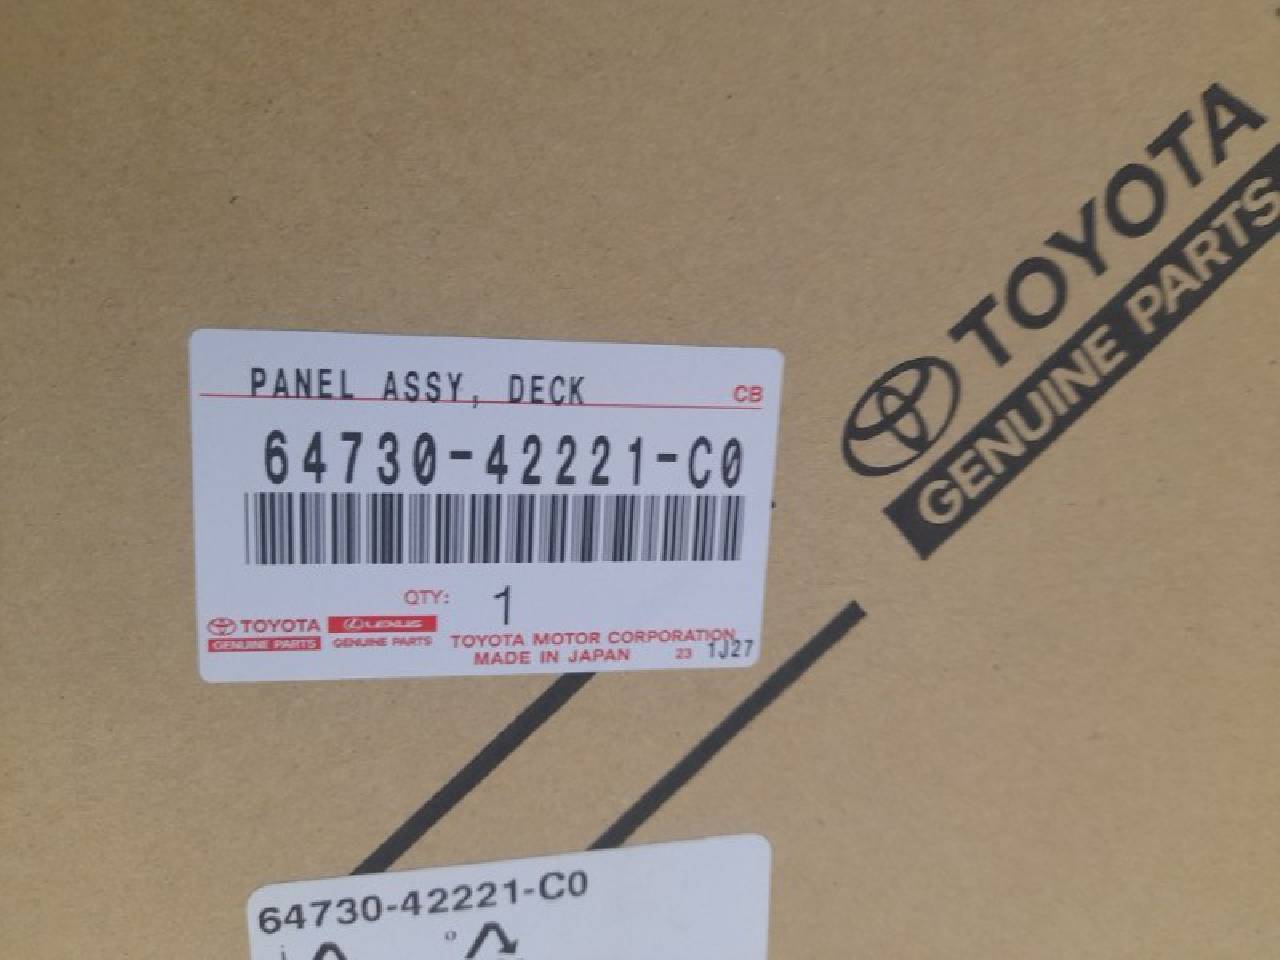 TOYOTA
GENUINE PARTS
PANEL ASSY, DECK
CB
64730-42221-C0
QTY: 1
TOYOTA
GENUINE PARTS
LEXUS
GENUINE PARTS
TOYOTA MOTOR CORPORATION
MADE IN JAPAN
23 1J27
64730-42221-C0